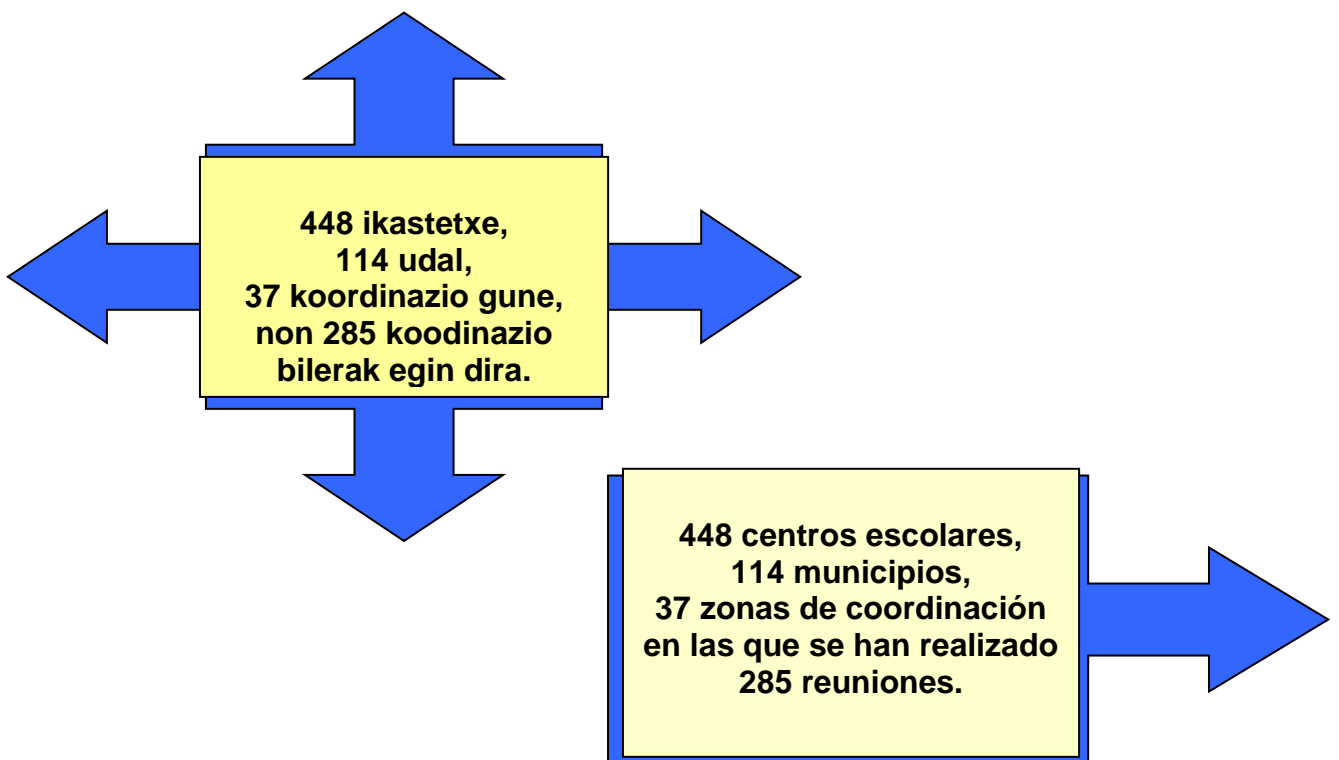 448 ikastetxe,
114 udal,
37 koordinazio gune,
non 285 koodinazio
bilerak egin dira.
448 centros escolares,
114 municipios,
37 zonas de coordinación
en las que se han realizado
285 reuniones.